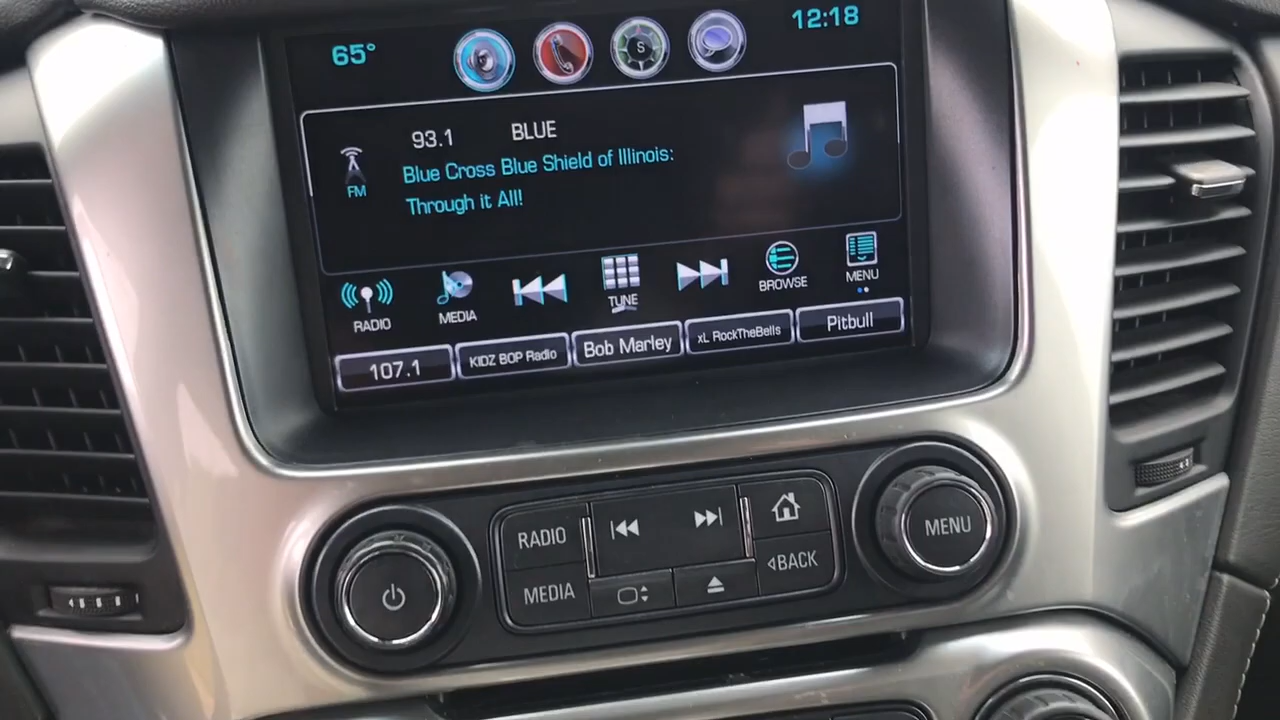 65°
S
12:18
93.1 BLUE
FM
Blue Cross Blue Shield of Illinois:
Through it All!
RADIO MEDIA TUNE BROWSE MENU
107.1 KIDZ BOP Radio Bob Marley xL RockTheBells Pitbull
RADIO
MEDIA
BACK
MENU